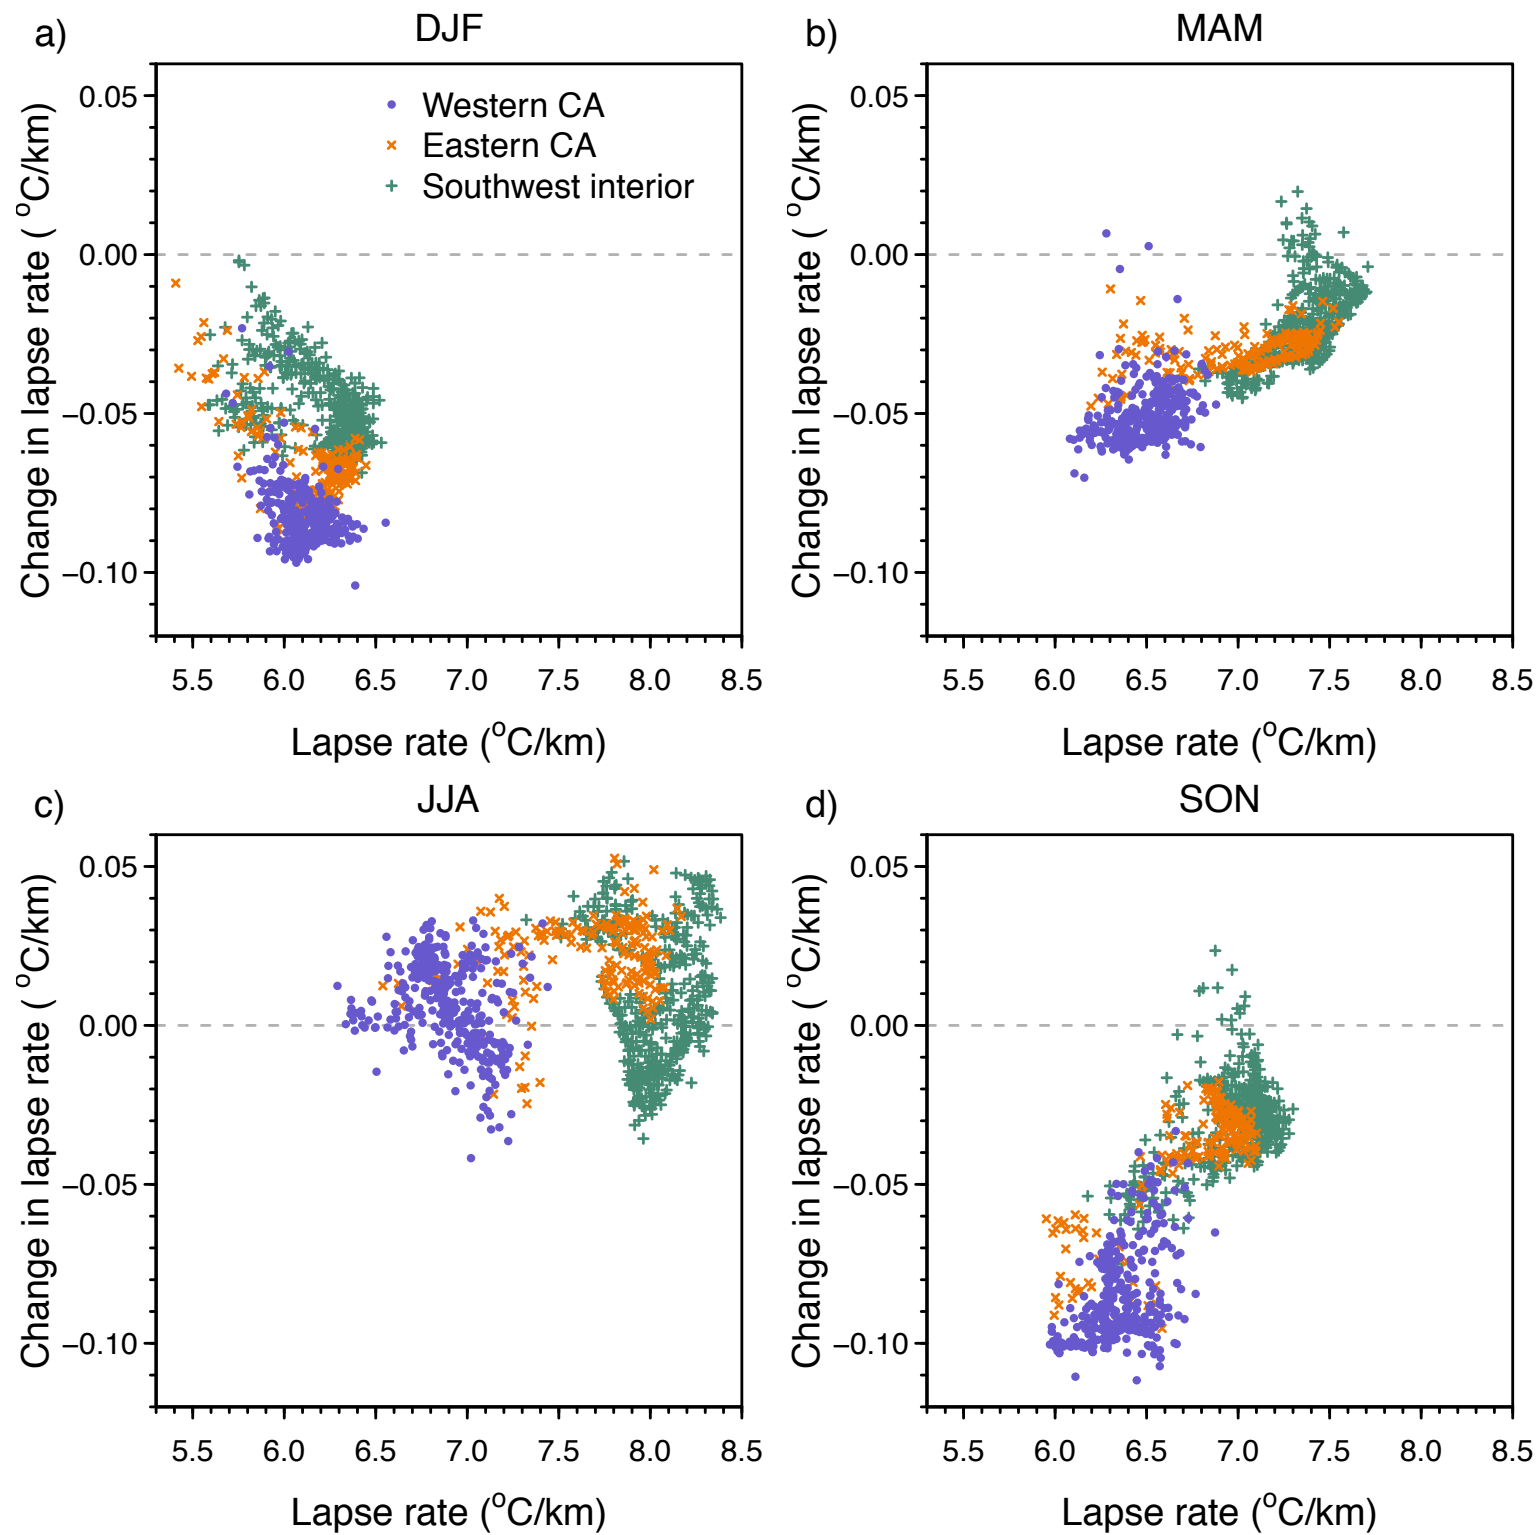 a)
DJF
Western CA
Eastern CA
Southwest interior
0.05
0.00
−0.05
−0.10
Change in lapse rate ( °C/km)
5.5 6.0 6.5 7.0 7.5 8.0 8.5
Lapse rate (°C/km)
b)
MAM
0.05
0.00
−0.05
−0.10
Change in lapse rate ( °C/km)
5.5 6.0 6.5 7.0 7.5 8.0 8.5
Lapse rate (°C/km)
c)
JJA
0.05
0.00
−0.05
−0.10
Change in lapse rate ( °C/km)
5.5 6.0 6.5 7.0 7.5 8.0 8.5
Lapse rate (°C/km)
d)
SON
0.05
0.00
−0.05
−0.10
Change in lapse rate ( °C/km)
5.5 6.0 6.5 7.0 7.5 8.0 8.5
Lapse rate (°C/km)